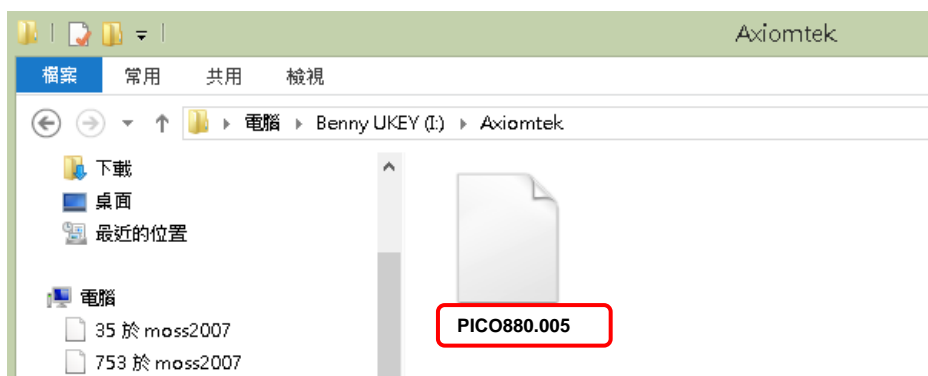 Axiomtek
檔案 常用 共用 檢視
電腦 Benny UKEY (I:) Axiomtek
下載
桌面
最近的位置
電腦
35 於 moss2007
753 於 moss2007
PICO880.005